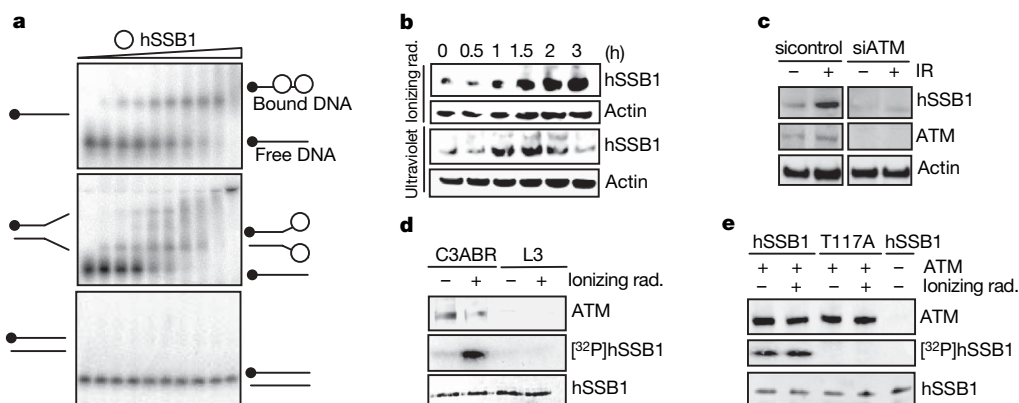 a
hSSB1
Bound DNA
Free DNA
b
0 0.5 1 1.5 2 3 (h)
Ionizing rad.
hSSB1
Actin
Ultraviolet
hSSB1
Actin
c
sicontrol siATM
− + − + IR
hSSB1
ATM
Actin
d
C3ABR L3
− + − + Ionizing rad.
ATM
[³²P]hSSB1
hSSB1
e
hSSB1 T117A hSSB1
+ + + + − ATM
− + − + − Ionizing rad.
ATM
[³²P]hSSB1
hSSB1